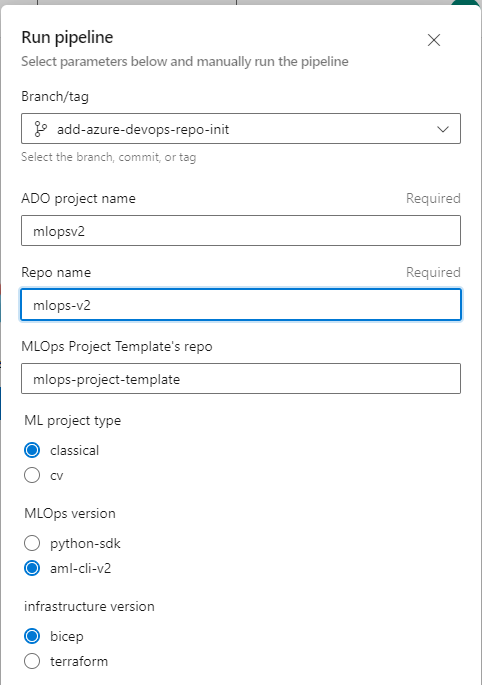 Run pipeline
Select parameters below and manually run the pipeline
Branch/tag
add-azure-devops-repo-init
Select the branch, commit, or tag
ADO project name Required
mlopsv2
Repo name Required
mlops-v2
MLOps Project Template's repo
mlops-project-template
ML project type
classical
cv
MLOps version
python-sdk
aml-cli-v2
infrastructure version
bicep
terraform